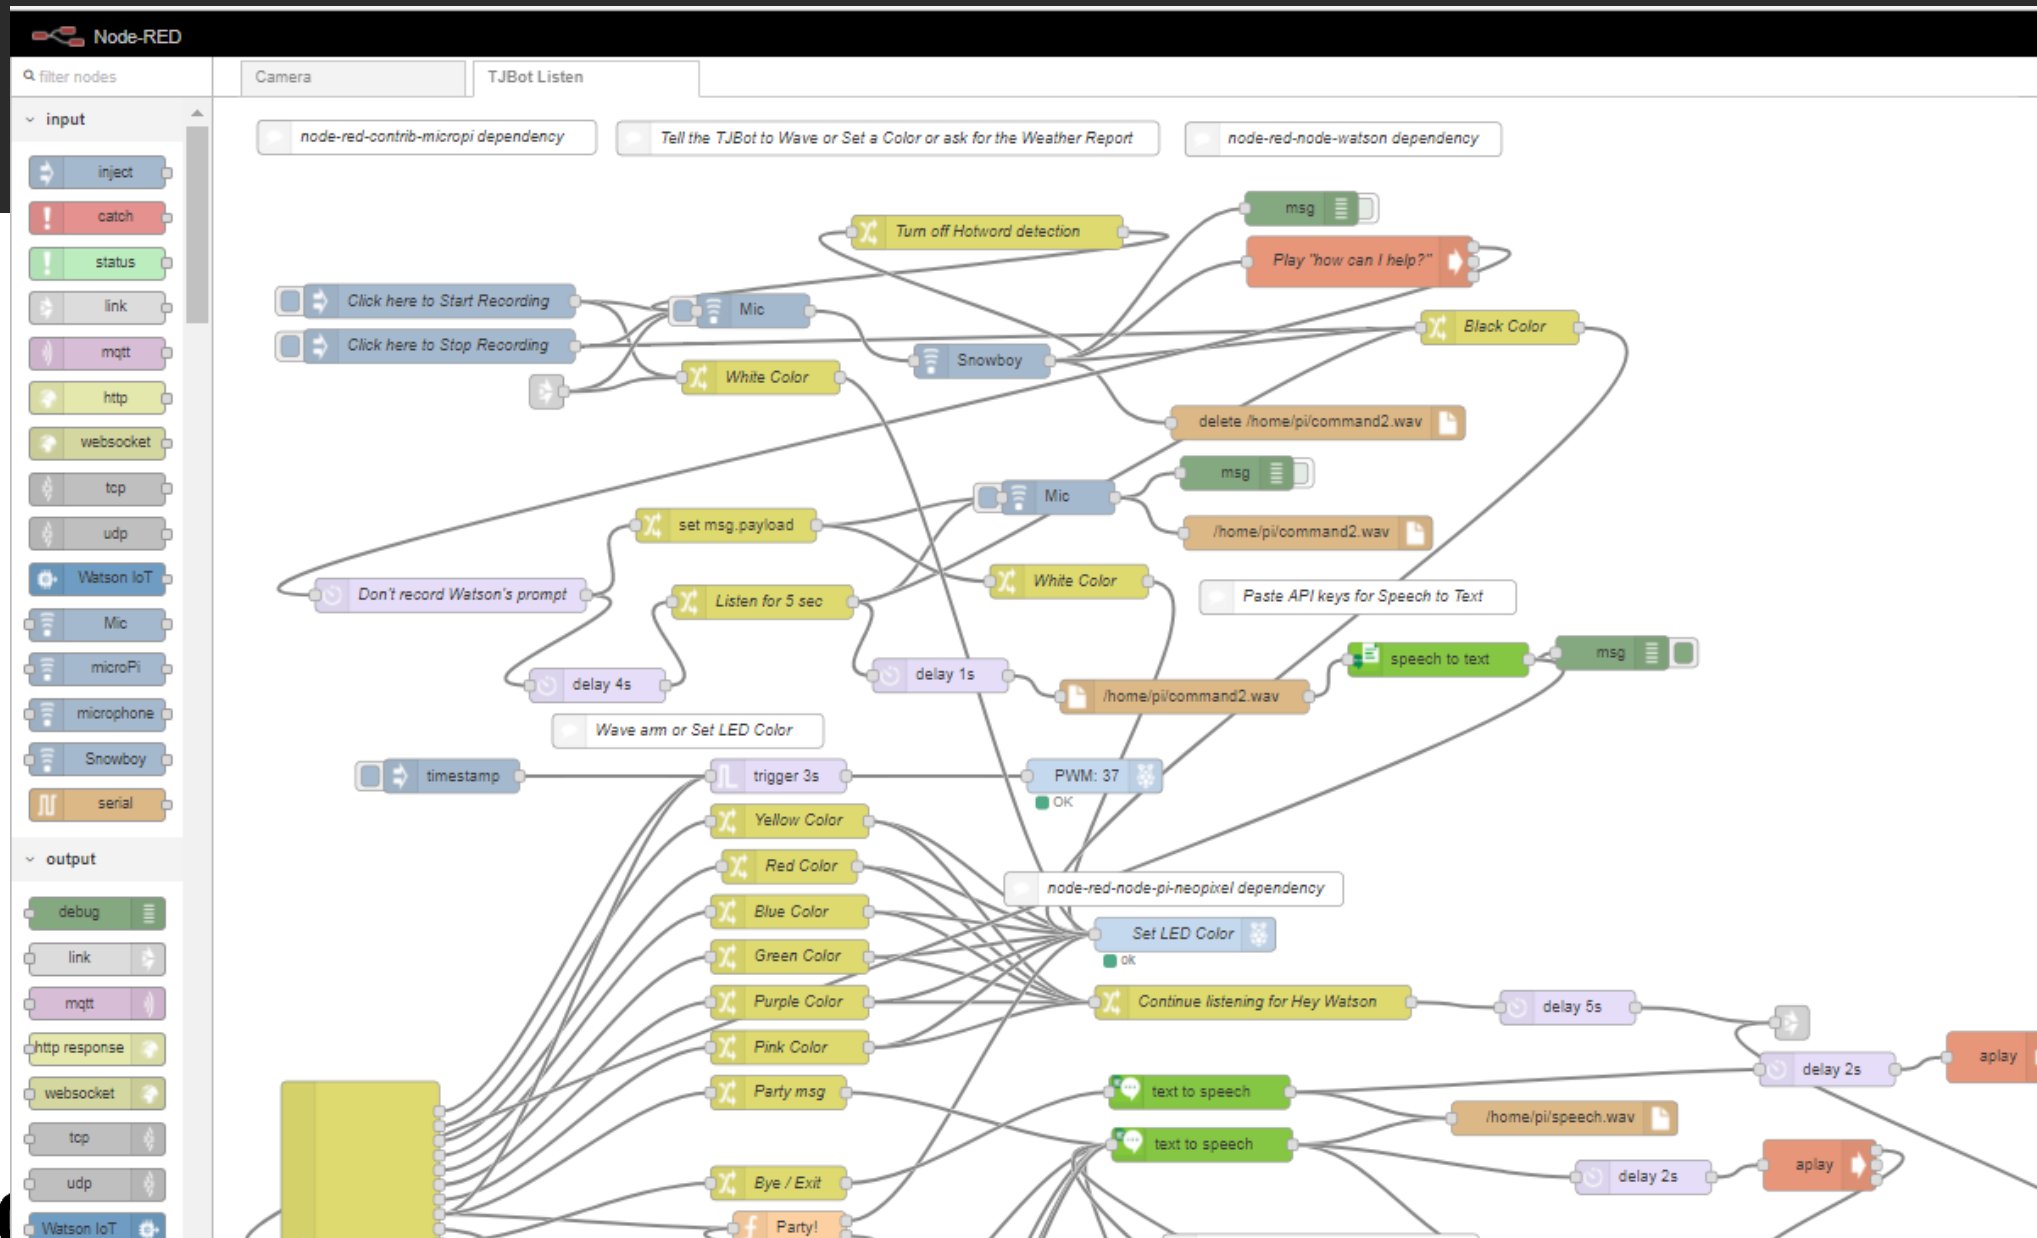 Node-RED
filter nodes
Camera
TJBot Listen
input
inject
catch
status
link
mqtt
http
websocket
tcp
udp
Watson IoT
Mic
microPi
microphone
Snowboy
serial
output
debug
link
mqtt
http response
websocket
tcp
udp
Watson IoT
node-red-contrib-micropi dependency
Tell the TJBot to Wave or Set a Color or ask for the Weather Report
node-red-node-watson dependency
msg
Turn off Hotword detection
Play "how can I help?"
Click here to Start Recording
Mic
Black Color
Click here to Stop Recording
Snowboy
White Color
delete /home/pi/command2.wav
msg
Mic
set msg.payload
/home/pi/command2.wav
White Color
Don't record Watson's prompt
Listen for 5 sec
Paste API keys for Speech to Text
speech to text
msg
delay 4s
delay 1s
/home/pi/command2.wav
Wave arm or Set LED Color
timestamp
trigger 3s
PWM: 37
OK
Yellow Color
Red Color
node-red-node-pi-neopixel dependency
Blue Color
Set LED Color
ok
Green Color
Purple Color
Continue listening for Hey Watson
delay 5s
Pink Color
delay 2s
aplay
Party msg
text to speech
/home/pi/speech.wav
text to speech
aplay
delay 2s
Bye / Exit
Party!